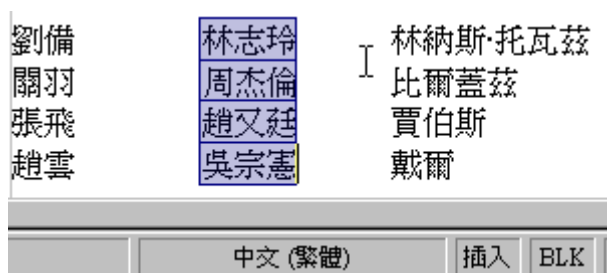 劉備 林志玲 林納斯·托瓦茲
關羽 周杰倫 比爾蓋茲
張飛 趙又廷 賈伯斯
趙雲 吳宗憲 戴爾
中文 (繁體) 插入 BLK